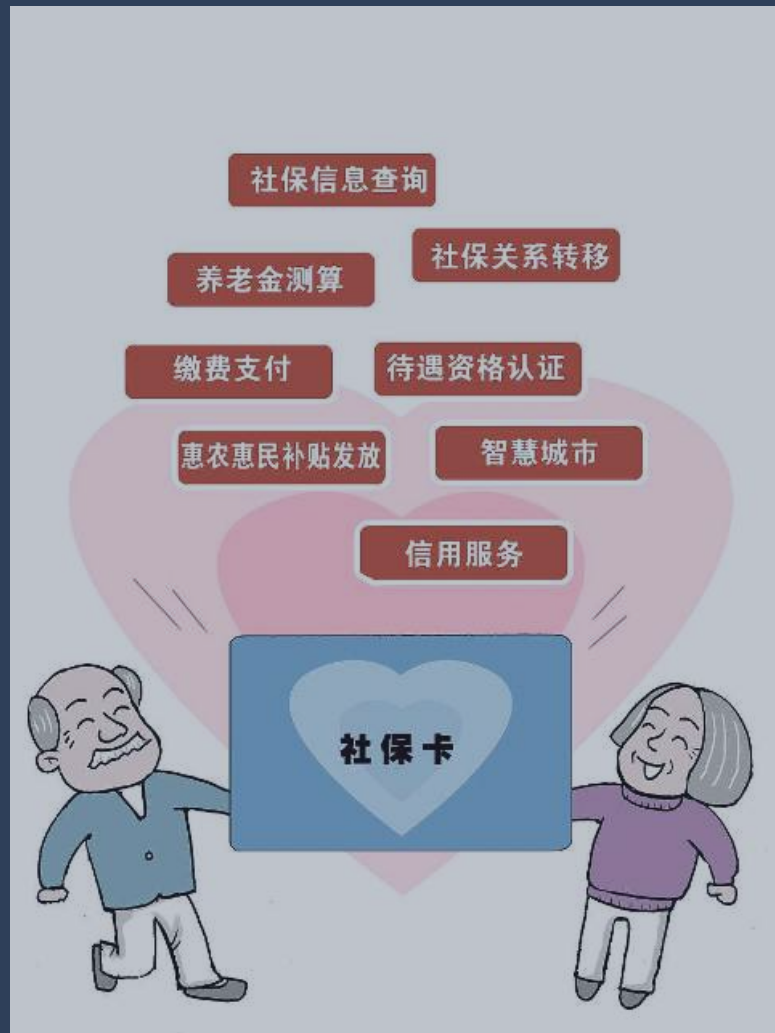 社保信息查询
社保关系转移
养老金测算
缴费支付
待遇资格认证
惠农惠民补贴发放
智慧城市
信用服务
社保卡